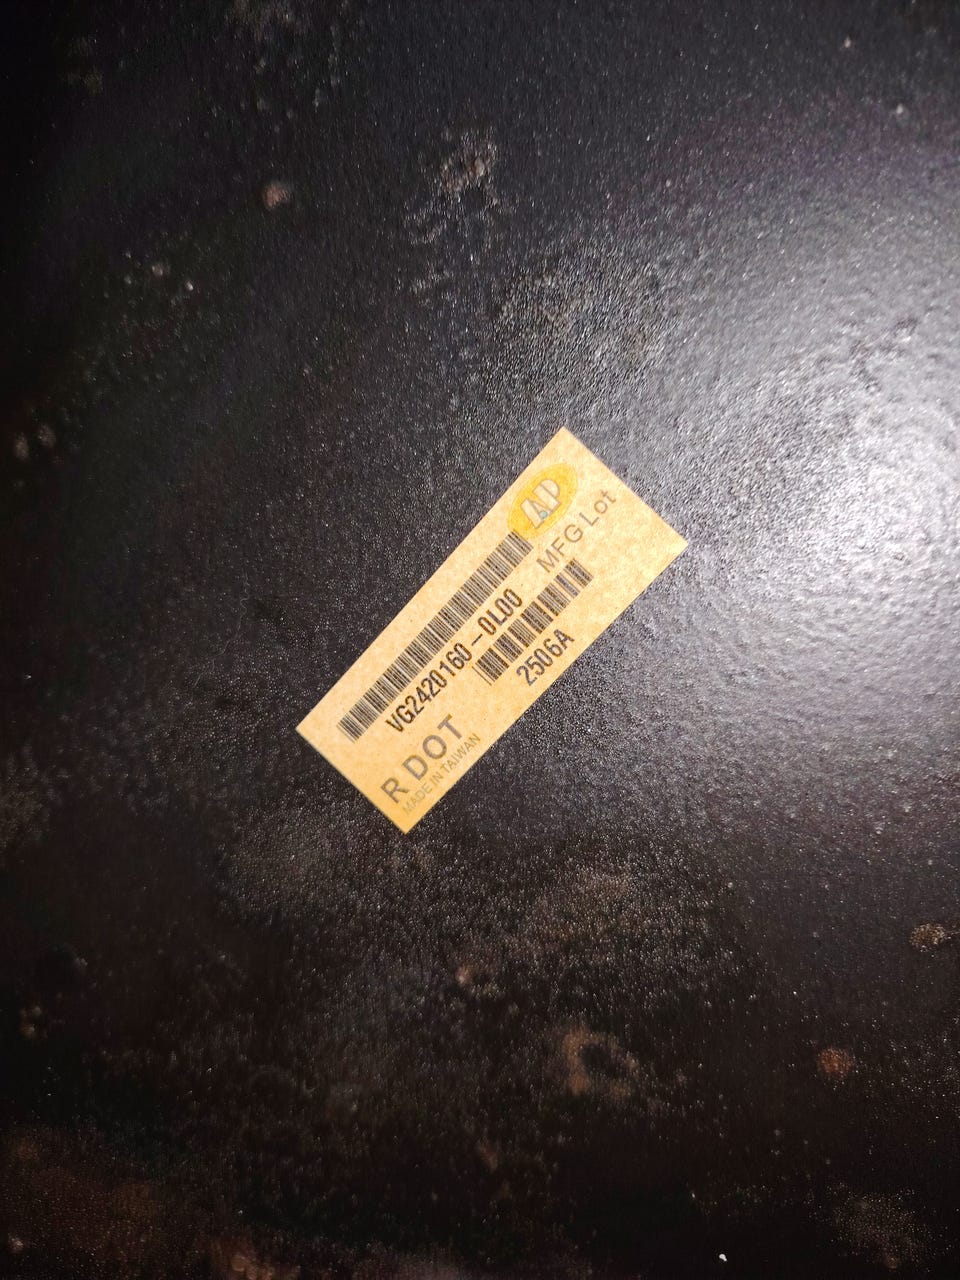 AP
VG2420160-0L00
MFG Lot
2506A
R DOT
MADE IN TAIWAN